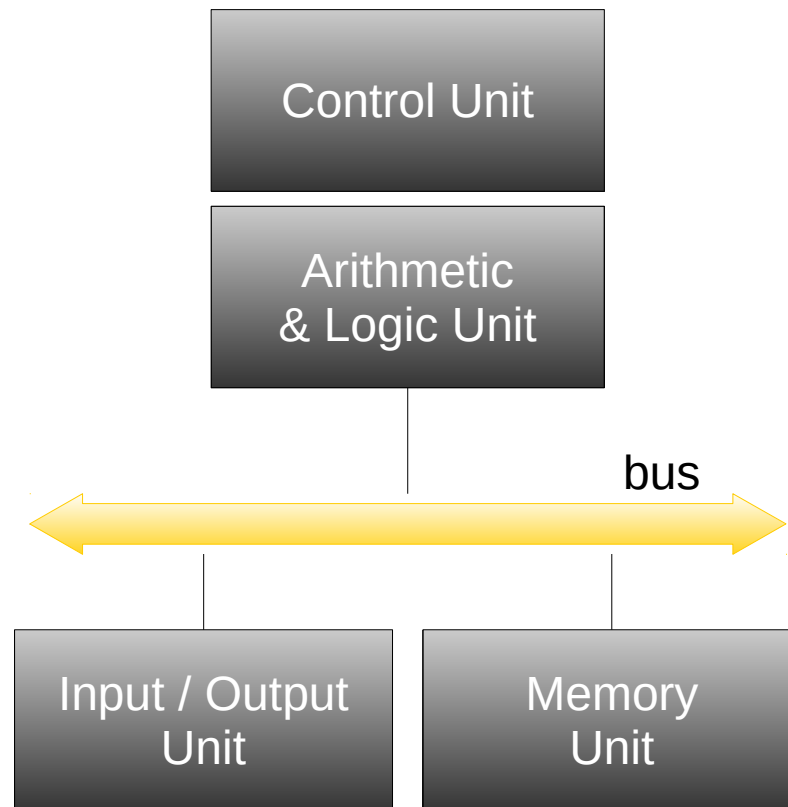 Control Unit
Arithmetic
& Logic Unit
bus
Input / Output
Unit
Memory
Unit